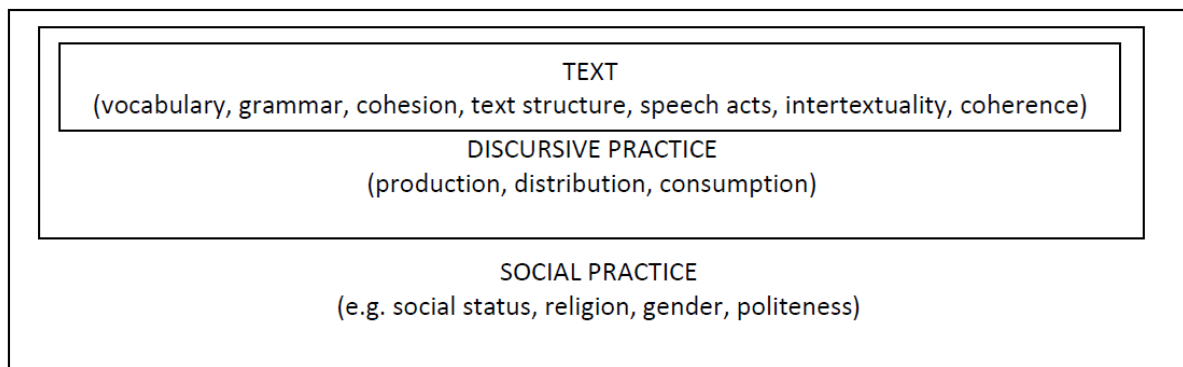 TEXT
(vocabulary, grammar, cohesion, text structure, speech acts, intertextuality, coherence)
DISCURSIVE PRACTICE
(production, distribution, consumption)
SOCIAL PRACTICE
(e.g. social status, religion, gender, politeness)